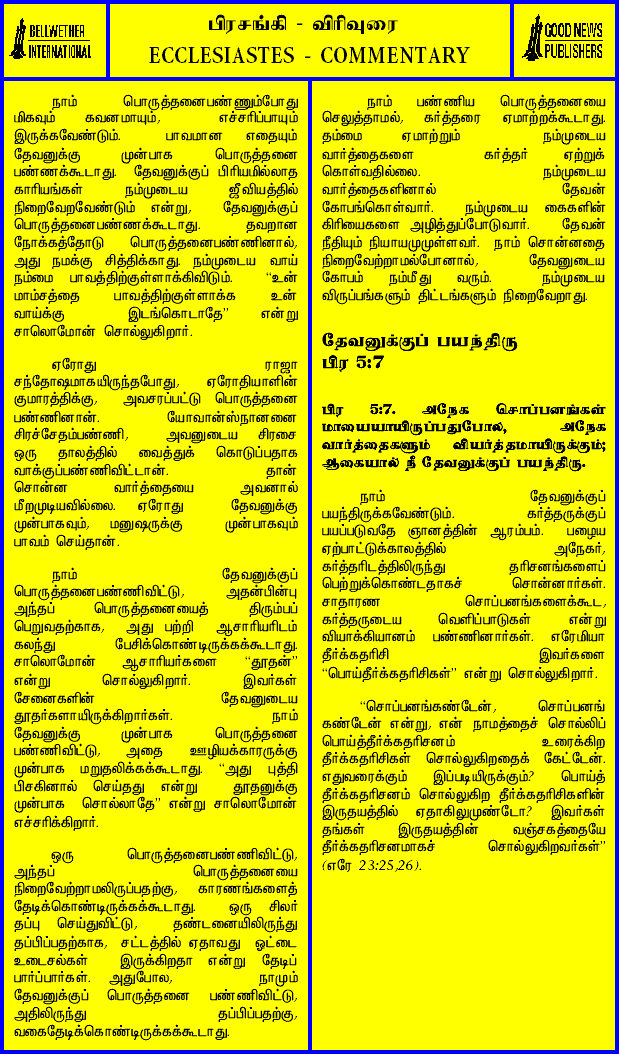 BELLWETHER
INTERNATIONAL
பிரசங்கி - விரிவுரை
ECCLESIASTES - COMMENTARY
GOOD NEWS
PUBLISHERS
நாம் பொருத்தனைபண்ணும்போது
மிகவும் கவனமாயும், எச்சரிப்பாயும்
இருக்கவேண்டும். பாவமான எதையும்
தேவனுக்கு முன்பாக பொருத்தனை
பண்ணக்கூடாது. தேவனுக்குப் பிரியமில்லாத
காரியங்கள் நம்முடைய ஜீவியத்தில்
நிறைவேறவேண்டும் என்று, தேவனுக்குப்
பொருத்தனைபண்ணக்கூடாது. தவறான
நோக்கத்தோடு பொருத்தனைபண்ணினால்,
அது நமக்கு சித்திக்காது. நம்முடைய வாய்
நம்மை பாவத்திற்குள்ளாக்கிவிடும். “உன்
மாம்சத்தை பாவத்திற்குள்ளாக்க உன்
வாய்க்கு இடங்கொடாதே” என்று
சாலொமோன் சொல்லுகிறார்.
ஏரோது ராஜா
சந்தோஷமாகயிருந்தபோது, ஏரோதியாளின்
குமாரத்திக்கு, அவசரப்பட்டு பொருத்தனை
பண்ணினான். யோவான்ஸ்நானனை
சிரச்சேதம்பண்ணி, அவனுடைய சிரசை
ஒரு தாலத்தில் வைத்துக் கொடுப்பதாக
வாக்குப்பண்ணிவிட்டான். தான்
சொன்ன வார்த்தையை அவனால்
மீறமுடியவில்லை. ஏரோது தேவனுக்கு
முன்பாகவும், மனுஷருக்கு முன்பாகவும்
பாவம் செய்தான்.
நாம் தேவனுக்குப்
பொருத்தனைபண்ணிவிட்டு, அதன்பின்பு
அந்தப் பொருத்தனையைத் திரும்பப்
பெறுவதற்காக, அது பற்றி ஆசாரியரிடம்
கலந்து பேசிக்கொண்டிருக்கக்கூடாது.
சாலொமோன் ஆசாரியர்களை “தூதன்”
என்று சொல்லுகிறார். இவர்கள்
சேனைகளின் தேவனுடைய
தூதர்களாயிருக்கிறார்கள். நாம்
தேவனுக்கு முன்பாக பொருத்தனை
பண்ணிவிட்டு, அதை ஊழியக்காரருக்கு
முன்பாக மறுதலிக்கக்கூடாது. “அது புத்தி
பிசகினால் செய்தது என்று தூதனுக்கு
முன்பாக சொல்லாதே” என்று சாலொமோன்
எச்சரிக்கிறார்.
ஒரு பொருத்தனைபண்ணிவிட்டு,
அந்தப் பொருத்தனையை
நிறைவேற்றாமலிருப்பதற்கு, காரணங்களைத்
தேடிக்கொண்டிருக்கக்கூடாது. ஒரு சிலர்
தப்பு செய்துவிட்டு, தண்டனையிலிருந்து
தப்பிப்பதற்காக, சட்டத்தில் ஏதாவது ஓட்டை
உடைசல்கள் இருக்கிறதா என்று தேடிப்
பார்ப்பார்கள். அதுபோல, நாமும்
தேவனுக்குப் பொருத்தனை பண்ணிவிட்டு,
அதிலிருந்து தப்பிப்பதற்கு,
வகைதேடிக்கொண்டிருக்கக்கூடாது.
நாம் பண்ணிய பொருத்தனையை
செலுத்தாமல், கர்த்தரை ஏமாற்றக்கூடாது.
தம்மை ஏமாற்றும் நம்முடைய
வார்த்தைகளை கர்த்தர் ஏற்றுக்
கொள்வதில்லை. நம்முடைய
வார்த்தைகளினால் தேவன்
கோபங்கொள்வார். நம்முடைய கைகளின்
கிரியைகளை அழித்துப்போடுவார். தேவன்
நீதியும் நியாயமுமுள்ளவர். நாம் சொன்னதை
நிறைவேற்றாமல்போனால், தேவனுடைய
கோபம் நம்மீது வரும். நம்முடைய
விருப்பங்களும் திட்டங்களும் நிறைவேறாது.
தேவனுக்குப் பயந்திரு
பிர 5:7
பிர 5:7. அநேக சொப்பனங்கள்
மாயையாயிருப்பதுபோல, அநேக
வார்த்தைகளும் வியர்த்தமாயிருக்கும்;
ஆகையால் நீ தேவனுக்குப் பயந்திரு.
நாம் தேவனுக்குப்
பயந்திருக்கவேண்டும். கர்த்தருக்குப்
பயப்படுவதே ஞானத்தின் ஆரம்பம். பழைய
ஏற்பாட்டுக்காலத்தில் அநேகர்,
கர்த்தரிடத்திலிருந்து தரிசனங்களைப்
பெற்றுக்கொண்டதாகச் சொன்னார்கள்.
சாதாரண சொப்பனங்களைக்கூட,
கர்த்தருடைய வெளிப்பாடுகள் என்று
வியாக்கியானம் பண்ணினார்கள். எரேமியா
தீர்க்கதரிசி இவர்களை
“பொய்தீர்க்கதரிசிகள்” என்று சொல்லுகிறார்.
“சொப்பனங்கண்டேன், சொப்பனங்
கண்டேன் என்று, என் நாமத்தைச் சொல்லிப்
பொய்த்தீர்க்கதரிசனம் உரைக்கிற
தீர்க்கதரிசிகள் சொல்லுகிறதைக் கேட்டேன்.
எதுவரைக்கும் இப்படியிருக்கும்? பொய்த்
தீர்க்கதரிசனம் சொல்லுகிற தீர்க்கதரிசிகளின்
இருதயத்தில் ஏதாகிலுமுண்டோ? இவர்கள்
தங்கள் இருதயத்தின் வஞ்சகத்தையே
தீர்க்கதரிசனமாகச் சொல்லுகிறவர்கள்”
(எரே 23:25,26).